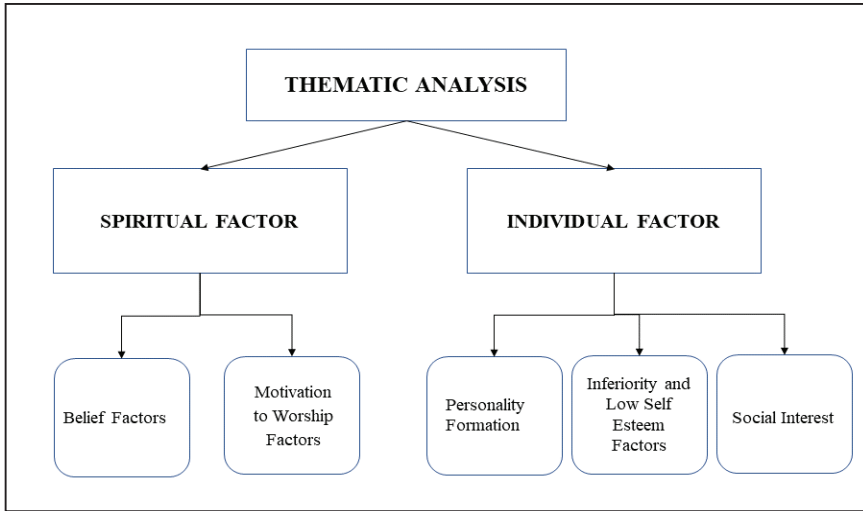 THEMATIC ANALYSIS
SPIRITUAL FACTOR
INDIVIDUAL FACTOR
Belief Factors
Motivation
to Worship
Factors
Personality
Formation
Inferiority and
Low Self
Esteem
Factors
Social Interest